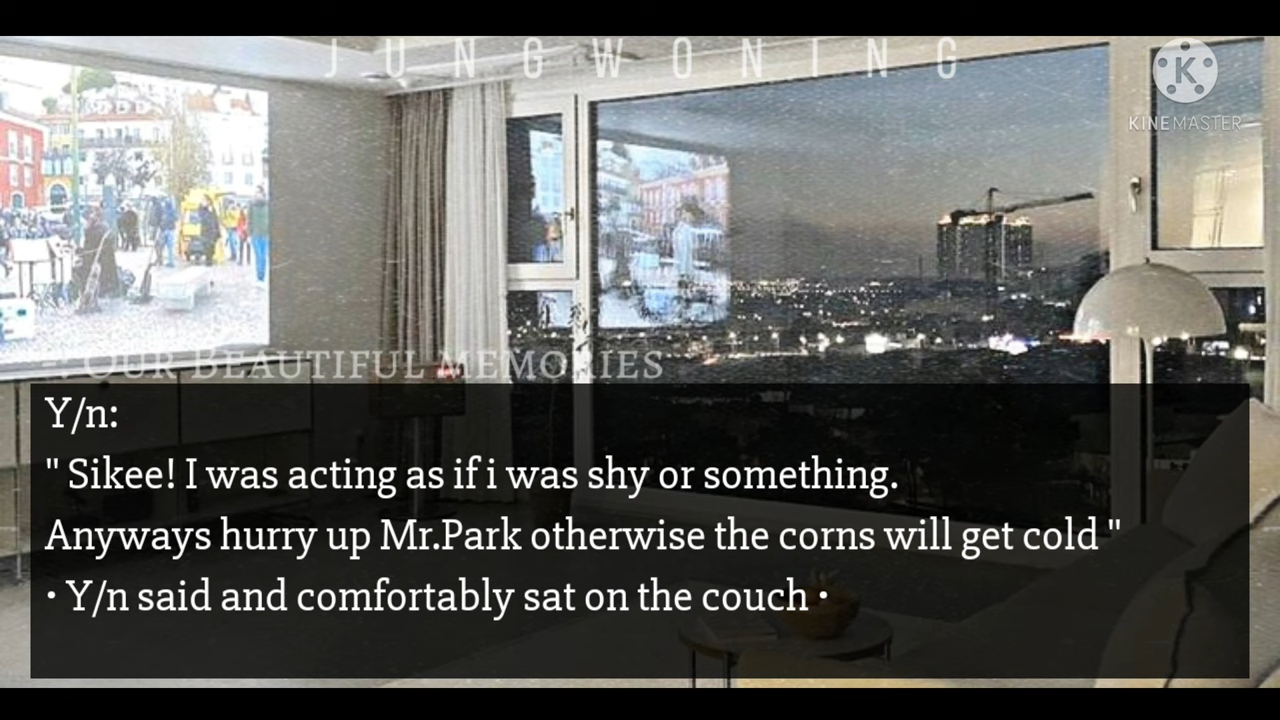 JUNGWONING
KINEMASTER
-: OUR BEAUTIFUL MEMORIES
Y/n:
" Sikee! I was acting as if i was shy or something.
Anyways hurry up Mr.Park otherwise the corns will get cold "
• Y/n said and comfortably sat on the couch •